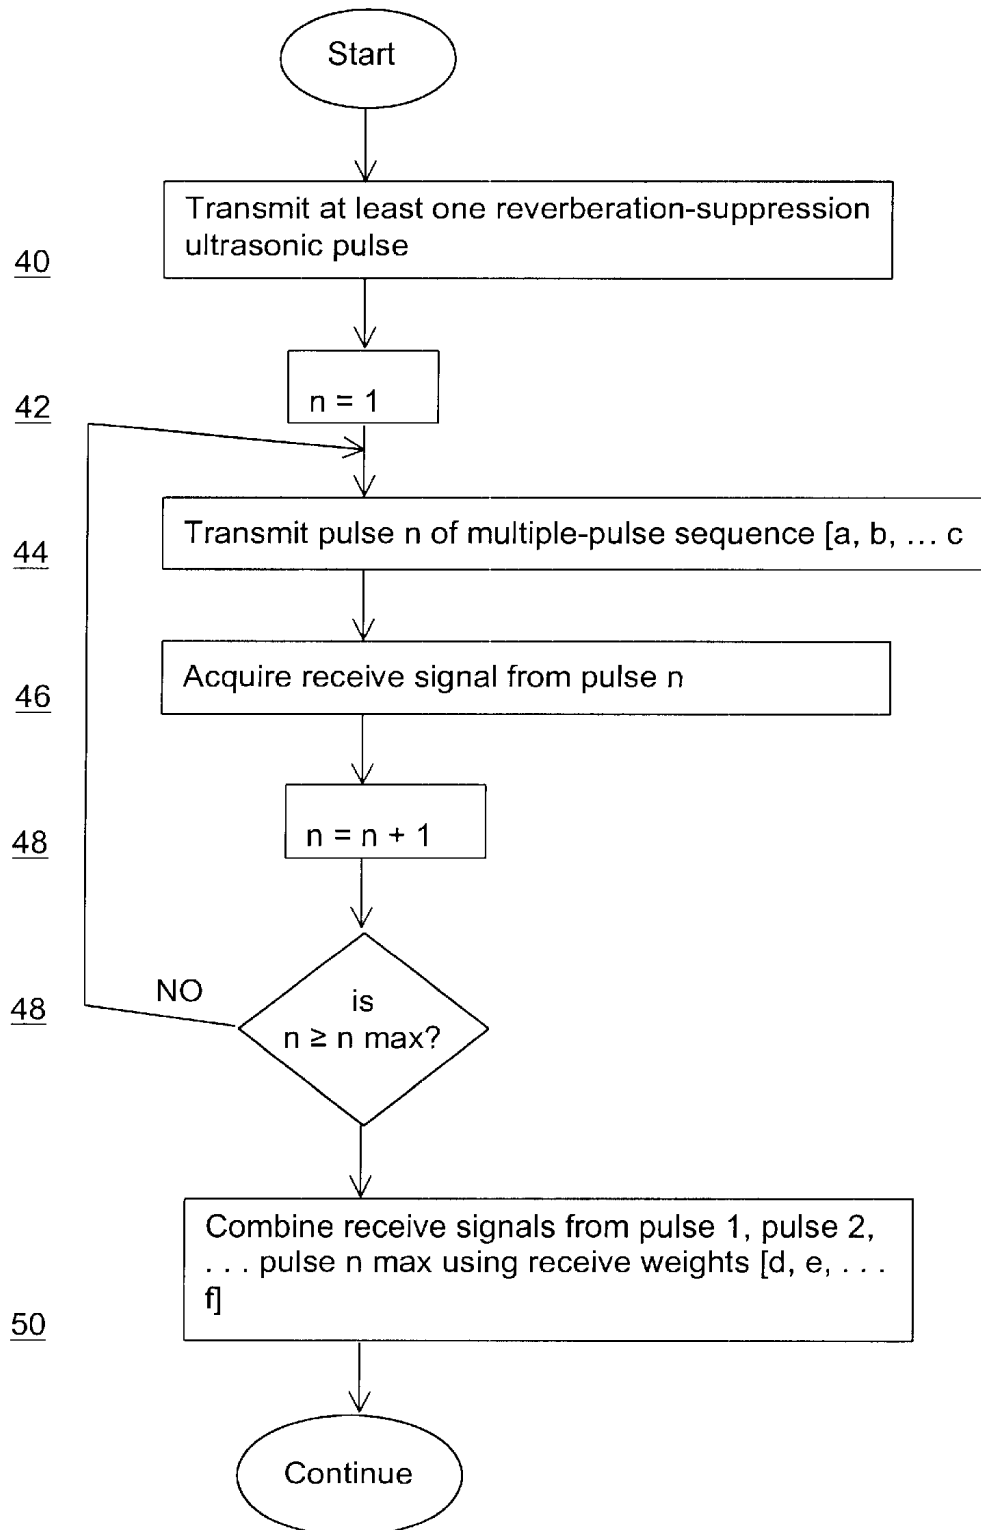 Start
Transmit at least one reverberation-suppression
ultrasonic pulse
40
n = 1
42
Transmit pulse n of multiple-pulse sequence [a, b, … c
44
Acquire receive signal from pulse n
46
n = n + 1
48
NO
is
n ≥ n max?
48
Combine receive signals from pulse 1, pulse 2,
. . . pulse n max using receive weights [d, e, . . .
f]
50
Continue